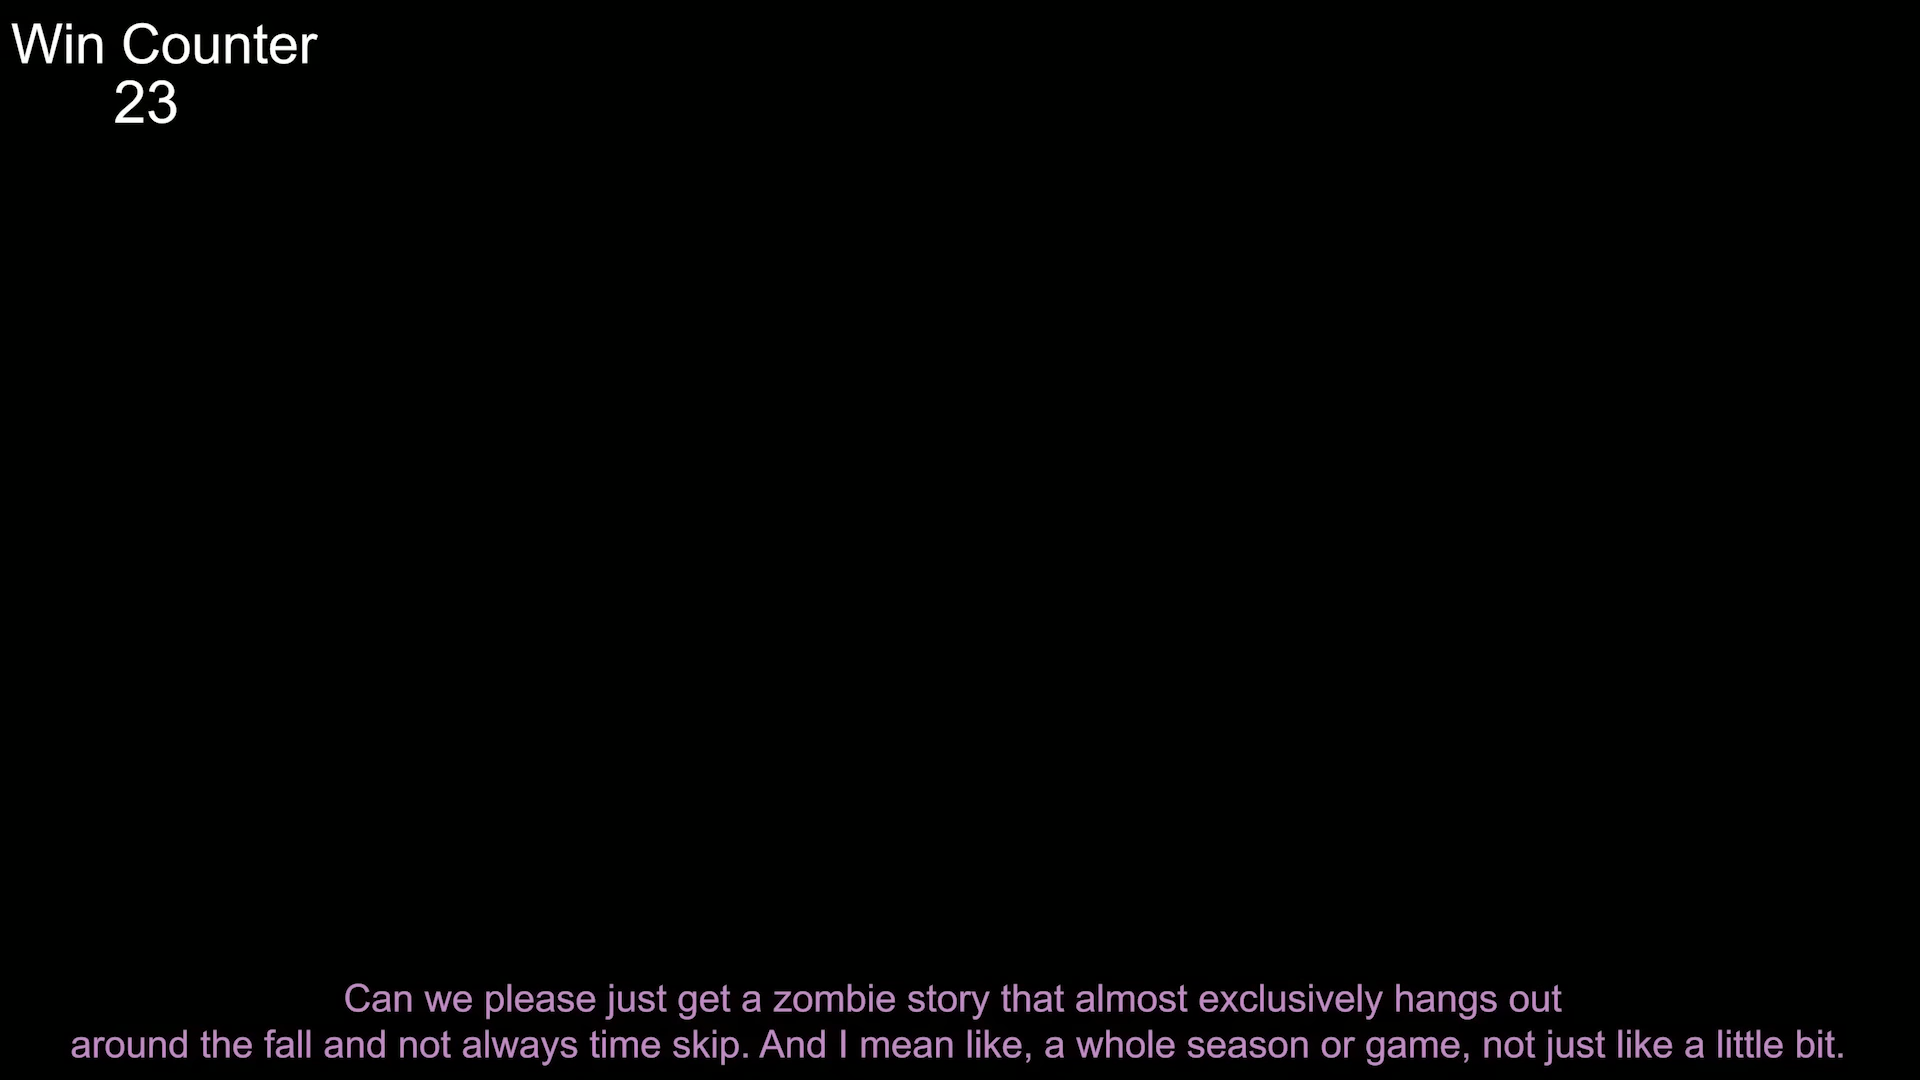 Win Counter
23
Can we please just get a zombie story that almost exclusively hangs out
around the fall and not always time skip. And I mean like, a whole season or game, not just like a little bit.